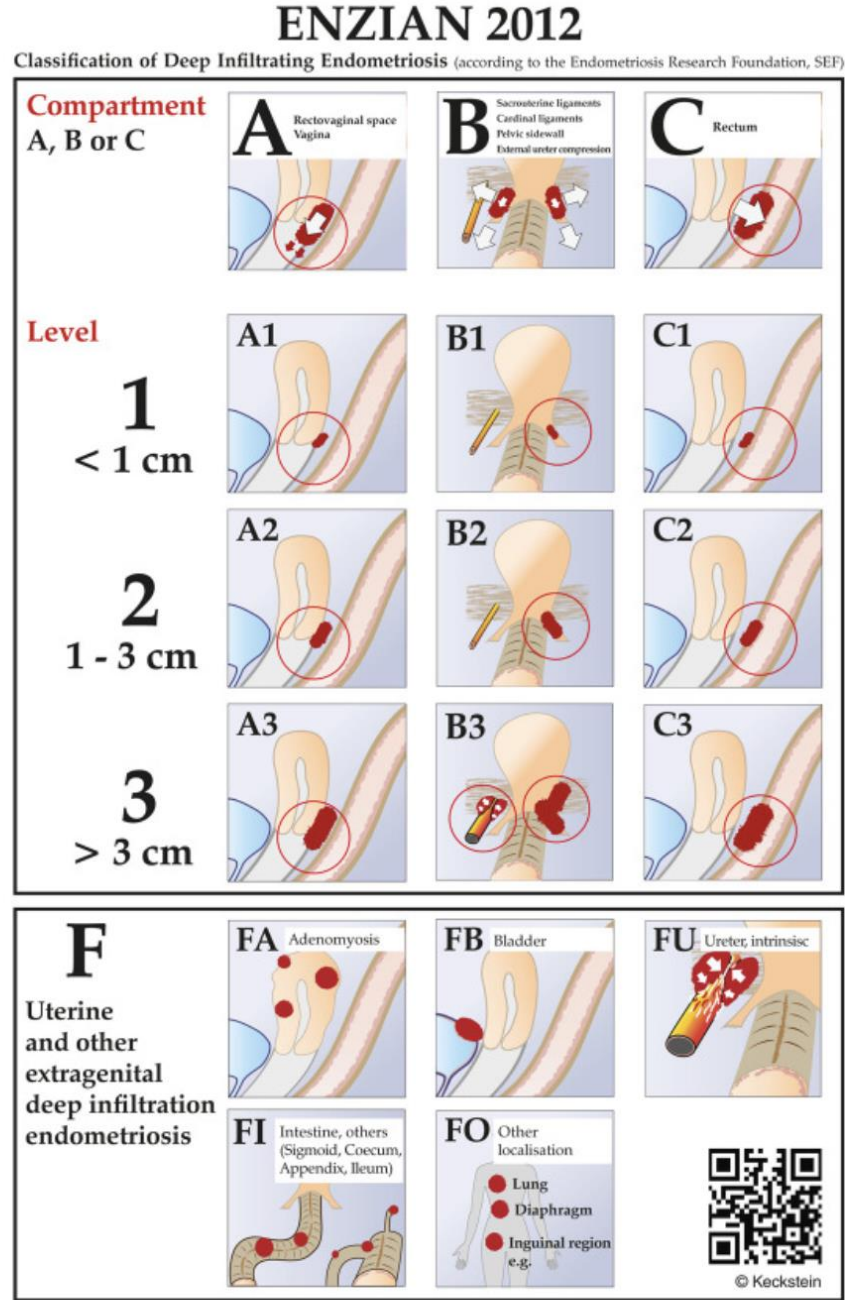 ENZIAN 2012
Classification of Deep Infiltrating Endometriosis (according to the Endometriosis Research Foundation, SEF)
Compartment
A, B or C
A
Rectovaginal space
Vagina
B
Sacrouterine ligaments
Cardinal ligaments
Pelvic sidewall
External ureter compression
C
Rectum
Level
1
< 1 cm
A1
B1
C1
2
1 - 3 cm
A2
B2
C2
3
> 3 cm
A3
B3
C3
F
Uterine
and other
extragenital
deep infiltration
endometriosis
FA Adenomyosis
FB Bladder
FU Ureter, intrinsisc
FI Intestine, others
(Sigmoid, Coecum,
Appendix, Ileum)
FO Other
localisation
Lung
Diaphragm
Inguinal region
e.g.
© Keckstein